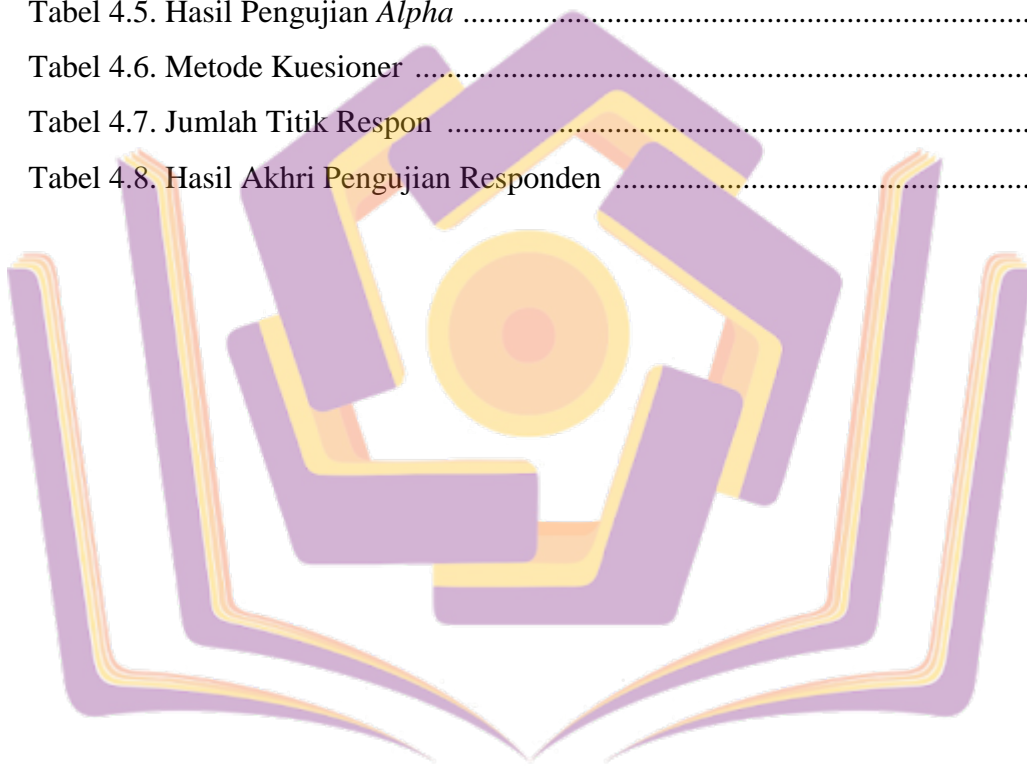 Tabel 4.5. Hasil Pengujian Alpha ....................................................................
Tabel 4.6. Metode Kuesioner ..........................................................................
Tabel 4.7. Jumlah Titik Respon ......................................................................
Tabel 4.8. Hasil Akhri Pengujian Responden ..................................................